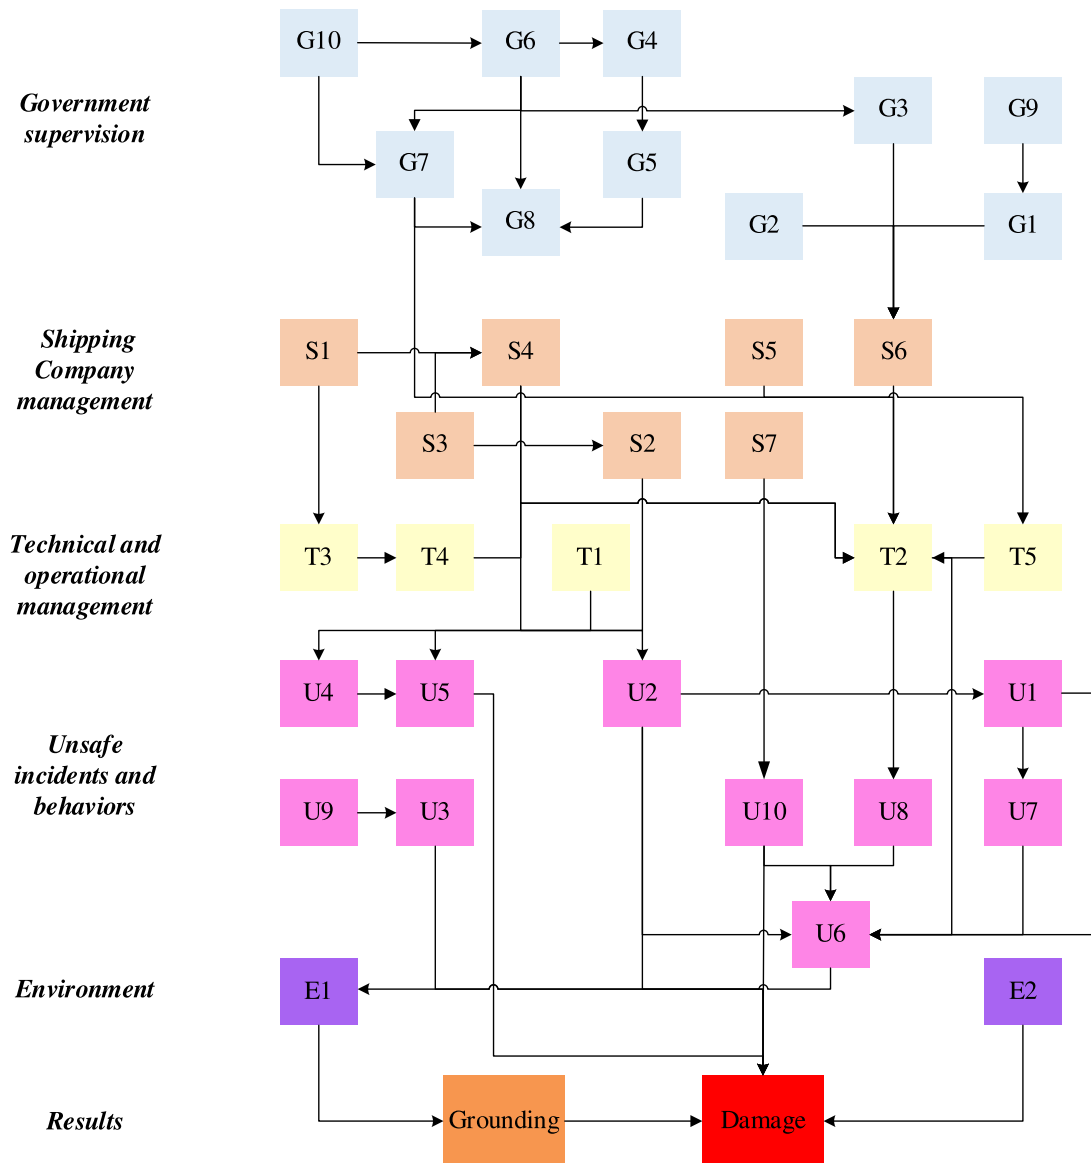 G10
G6
G4
Government
supervision
G3
G9
G7
G5
G8
G2
G1
Shipping
Company
management
S1
S4
S5
S6
S3
S2
S7
Technical and
operational
management
T3
T4
T1
T2
T5
U4
U5
U2
U1
Unsafe
incidents and
behaviors
U9
U3
U10
U8
U7
U6
Environment
E1
E2
Results
Grounding
Damage